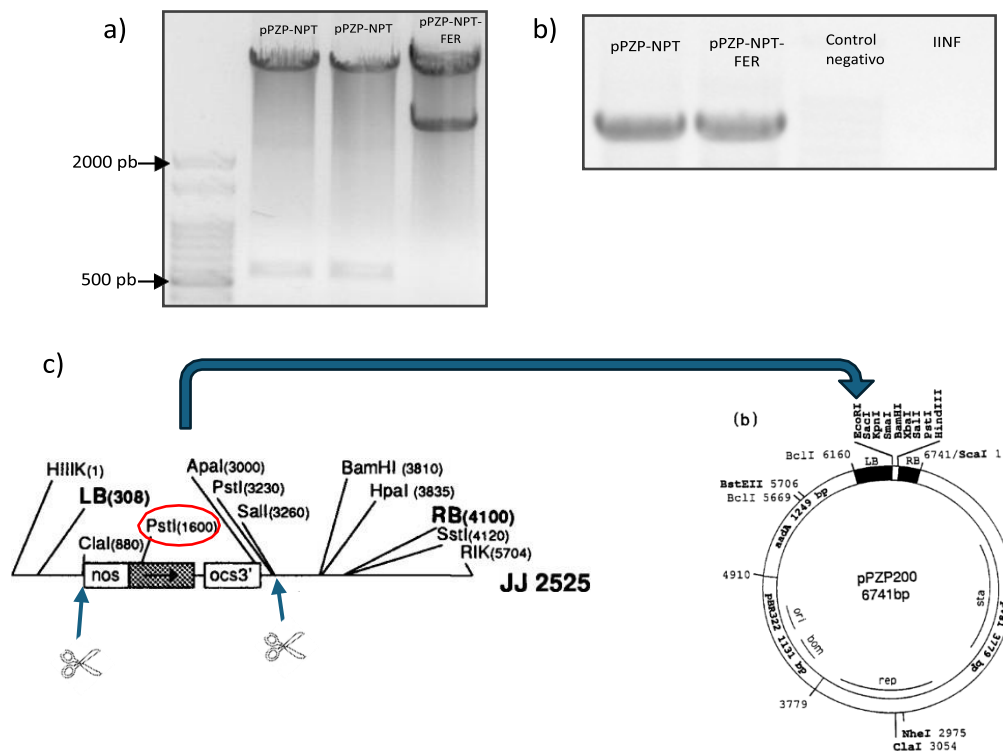 a)
pPZP-NPT
pPZP-NPT
pPZP-NPT-
FER
2000 pb
500 pb
b)
pPZP-NPT
pPZP-NPT-
FER
Control
negativo
IINF
c)
HIIIK(1)
LB(308)
ClaI(880)
PstI(1600)
ApaI(3000)
PstI(3230)
SalI(3260)
BamHI (3810)
HpaI(3835)
RB(4100)
SstI(4120)
RIK(5704)
nos
ocs3'
JJ 2525
(b)
EcoRI
SacI
KpnI
SmaI
BamHI
XbaI
SalI
PstI
HindIII
BclI 6160
LB
RB
6741/ScaI 1
BstEII 5706
BclI 5669
aadA 1249 bp
4910
pBR322 1131 bp
ori
bom
pPZP200
6741bp
sta
3779 bp
rep
3779
NheI 2975
ClaI 3054